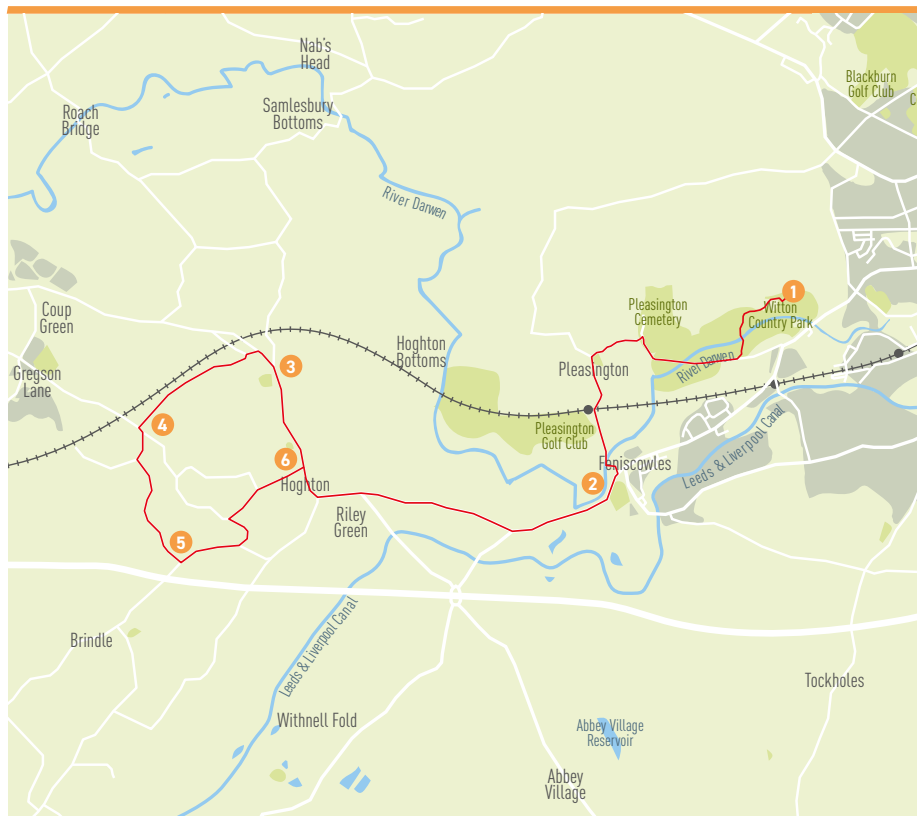 Nab's
Head
Blackburn
Golf Club
C
Roach
Bridge
Samlesbury
Bottoms
River Darwen
1
Pleasington
Cemetery
Witton
Country Park
Coup
Green
Hoghton
Bottoms
River Darwen
3
Pleasington
Gregson
Lane
4
Pleasington
Golf Club
6
Feniscowles
Leeds & Liverpool Canal
Hoghton
2
Riley
Green
5
Leeds & Liverpool Canal
Brindle
Tockholes
Withnell Fold
Abbey Village
Reservoir
Abbey
Village